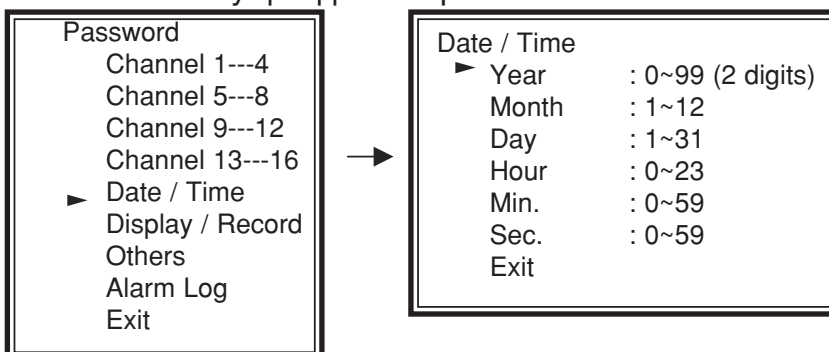 Password
Channel 1---4
Channel 5---8
Channel 9---12
Channel 13---16
Date / Time
Display / Record
Others
Alarm Log
Exit
Date / Time
Year : 0~99 (2 digits)
Month : 1~12
Day : 1~31
Hour : 0~23
Min. : 0~59
Sec. : 0~59
Exit